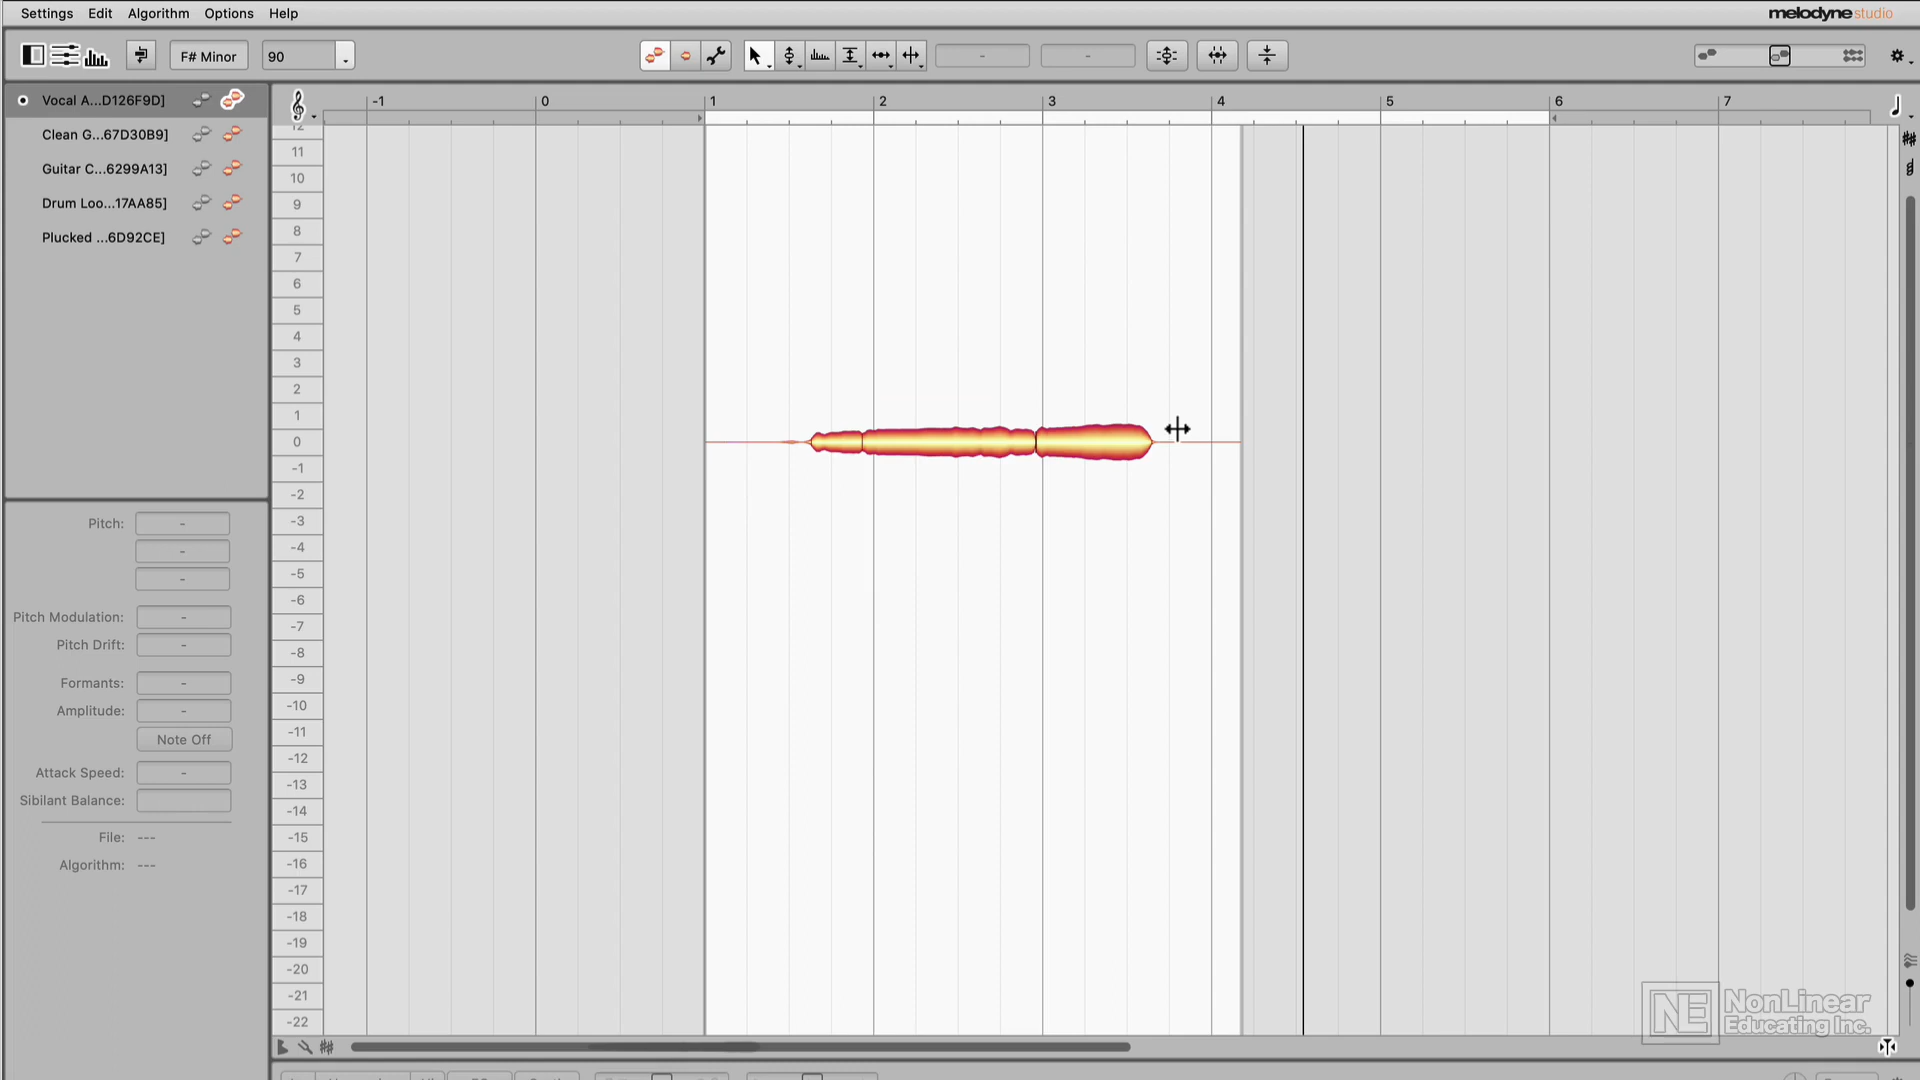 Settings Edit Algorithm Options Help
melodyne studio
F# Minor 90 - -
Vocal A...D126F9D]
Clean G...67D30B9]
Guitar C...6299A13]
Drum Loo...17AA85]
Plucked ...6D92CE]
-1 0 1 2 3 4 5 6 7
12
11
10
9
8
7
6
5
4
3
2
1
0
-1
-2
-3
-4
-5
-6
-7
-8
-9
-10
-11
-12
-13
-14
-15
-16
-17
-18
-19
-20
-21
-22
Pitch: -
-
-
Pitch Modulation: -
Pitch Drift: -
Formants: -
Amplitude: -
Note Off
Attack Speed: -
Sibilant Balance:
File: ---
Algorithm: ---
NE NonLinear
Educating Inc.